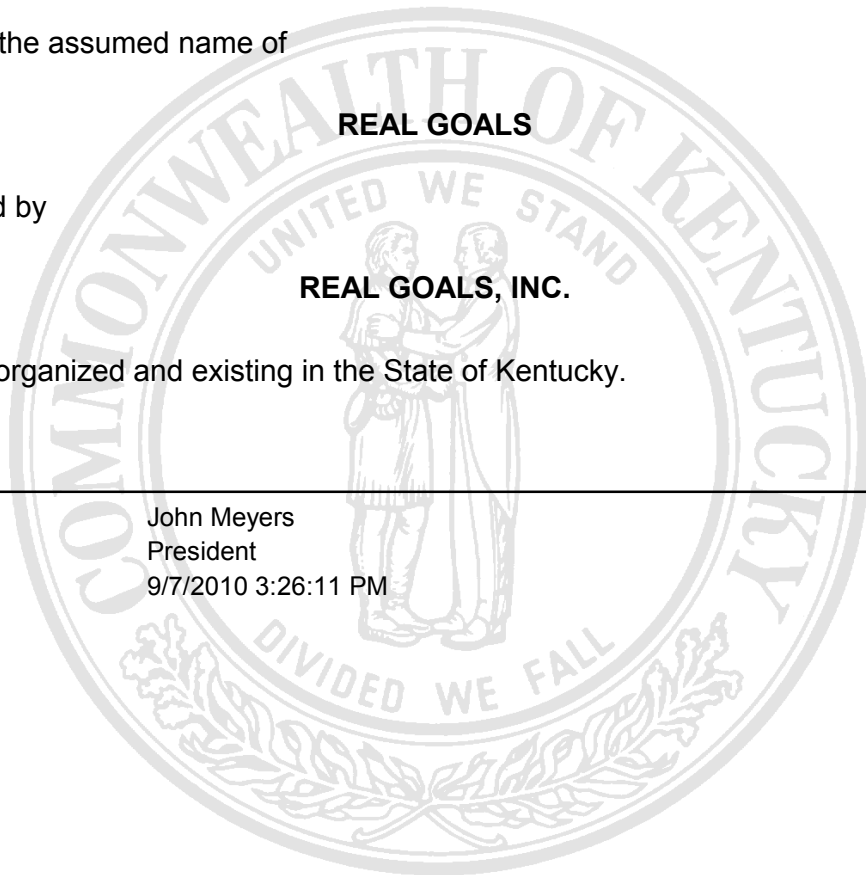 the assumed name of
REAL GOALS
d by
REAL GOALS, INC.
organized and existing in the State of Kentucky.
John Meyers
President
9/7/2010 3:26:11 PM
COMMONWEALTH OF KENTUCKY
UNITED WE STAND
DIVIDED WE FALL